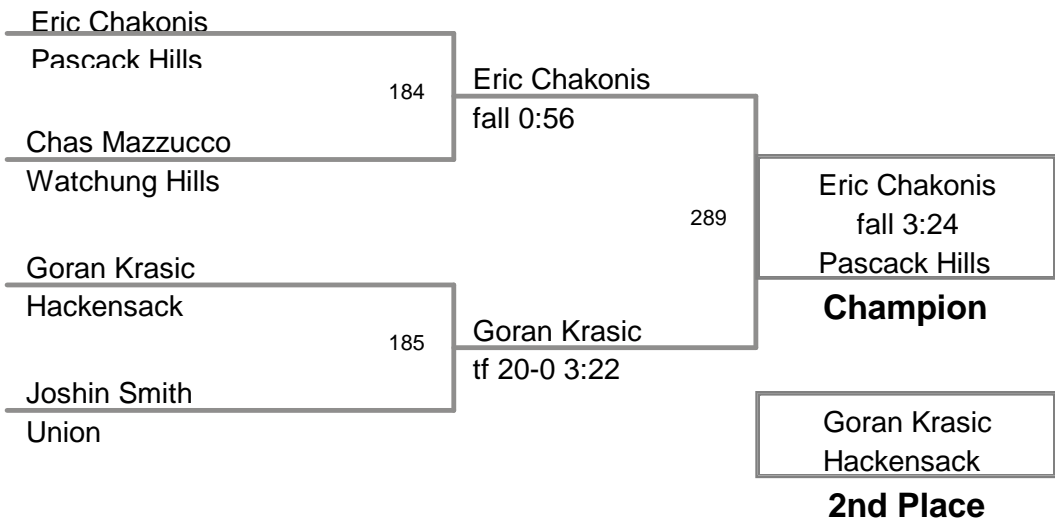 Eric Chakonis
Pascack Hills
184
Chas Mazzucco
Watchung Hills
Eric Chakonis
fall 0:56
Goran Krasic
Hackensack
185
Joshin Smith
Union
Goran Krasic
tf 20-0 3:22
289
Eric Chakonis
fall 3:24
Pascack Hills
Champion
Goran Krasic
Hackensack
2nd Place